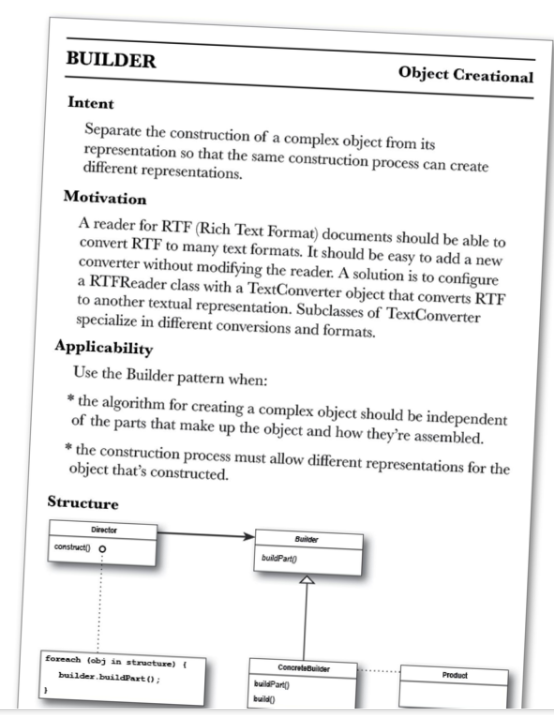 BUILDER
Object Creational
Intent
Separate the construction of a complex object from its
representation so that the same construction process can create
different representations.
Motivation
A reader for RTF (Rich Text Format) documents should be able to
convert RTF to many text formats. It should be easy to add a new
converter without modifying the reader. A solution is to configure
a RTFReader class with a TextConverter object that converts RTF
to another textual representation. Subclasses of TextConverter
specialize in different conversions and formats.
Applicability
Use the Builder pattern when:
* the algorithm for creating a complex object should be independent
of the parts that make up the object and how they're assembled.
* the construction process must allow different representations for the
object that's constructed.
Structure
Director
construct()
Builder
buildPart()
foreach (obj in structure) {
builder.buildPart();
}
ConcreteBuilder
buildPart()
build()
Product